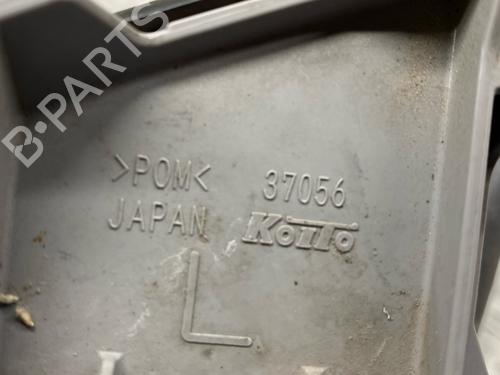 B-PARTS
>POM< 37056
JAPAN KOITO
L